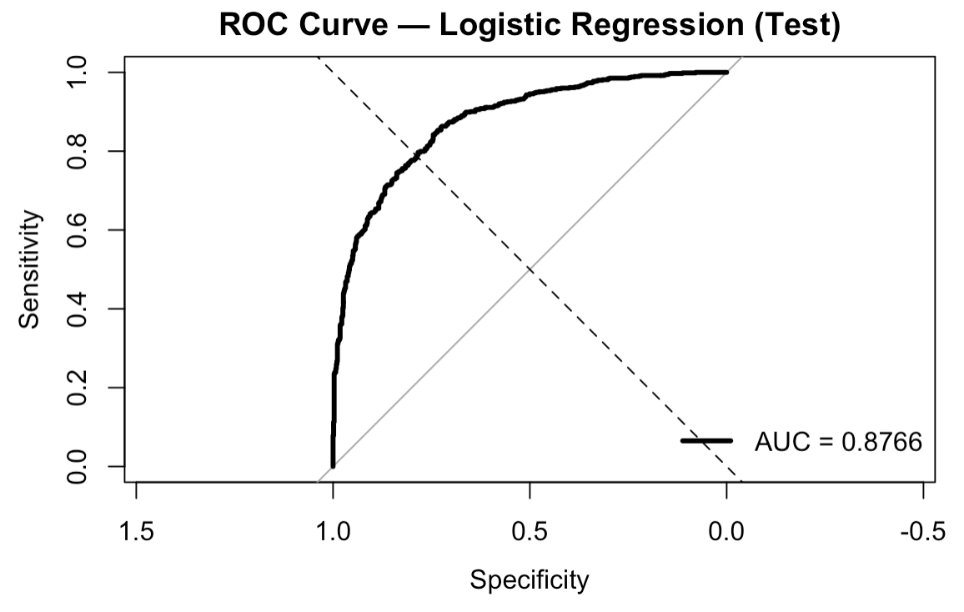 ROC Curve — Logistic Regression (Test)
Sensitivity
1.0
0.8
0.6
0.4
0.2
0.0
AUC = 0.8766
1.5 1.0 0.5 0.0 -0.5
Specificity